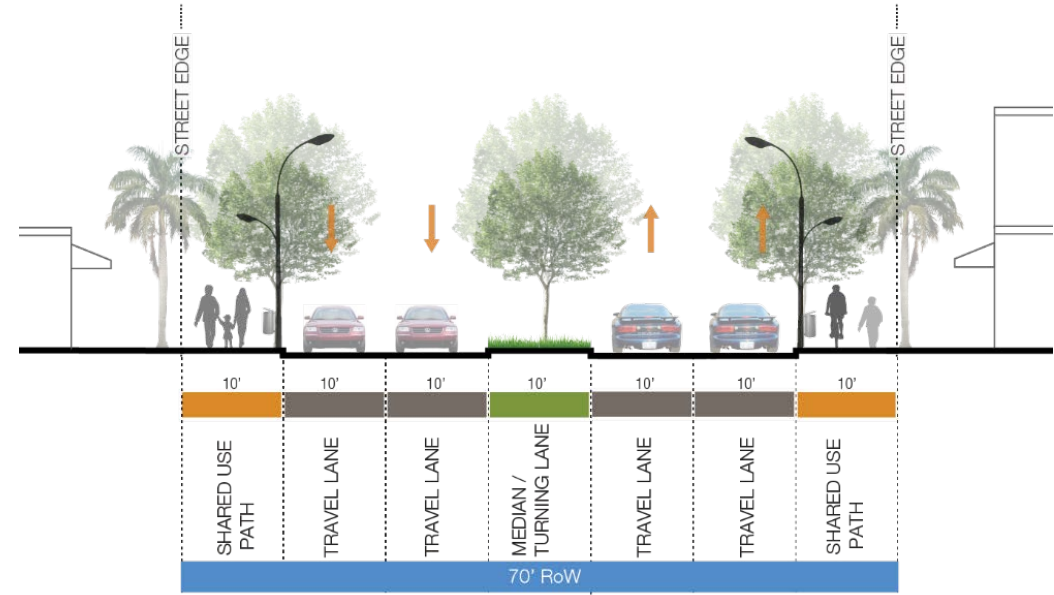 STREET EDGE
STREET EDGE
10'
10'
10'
10'
10'
10'
10'
SHARED USE
PATH
TRAVEL LANE
TRAVEL LANE
MEDIAN /
TURNING LANE
TRAVEL LANE
TRAVEL LANE
SHARED USE
PATH
70' RoW